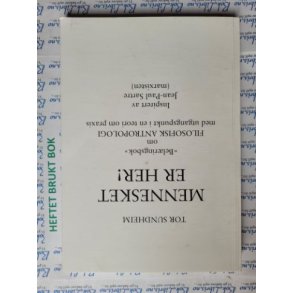 TOR SUNDHEIM
MENNESKET
ER HER!
»Belæringsbok«
om
FILOSOFISK ANTROPOLOGI
med utgangspunkt i en teori om praxis
Inspirert av
Jean-Paul Sartre
(marxisten)
HEFTET BRUKT BOK